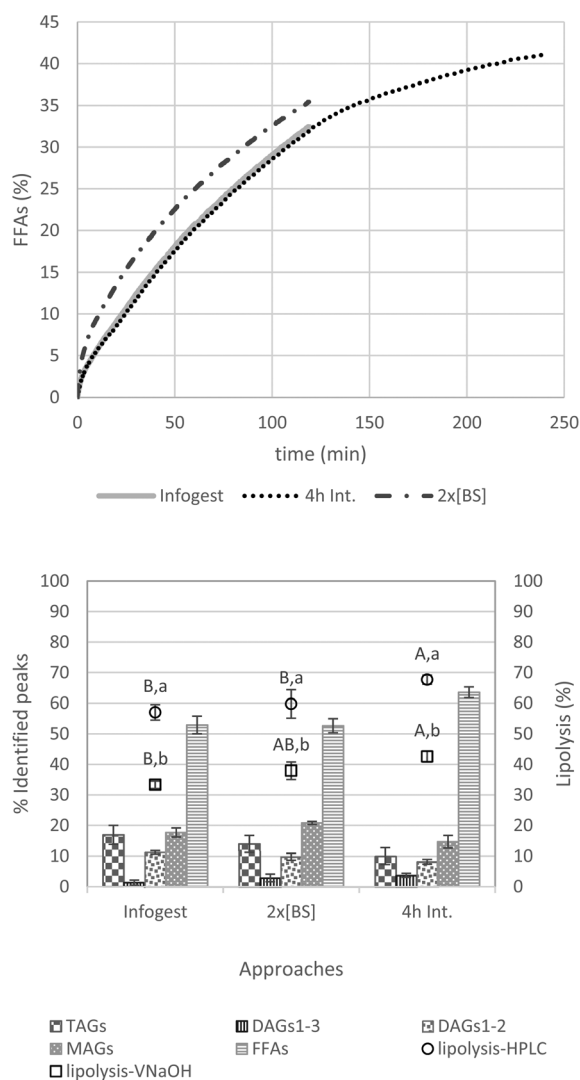 45
40
35
30
25
20
15
10
5
0
FFAs (%)
0 50 100 150 200 250
time (min)
Infogest 4h Int. 2x[BS]
100 100
90 90
80 80
70 70
60 60
50 50
40 40
30 30
20 20
10 10
0 0
% Identified peaks
Lipolysis (%)
B,a B,a A,a
B,b AB,b A,b
Infogest 2x[BS] 4h Int.
Approaches
TAGs DAGs1-3 DAGs1-2
MAGs FFAs lipolysis-HPLC
lipolysis-VNaOH